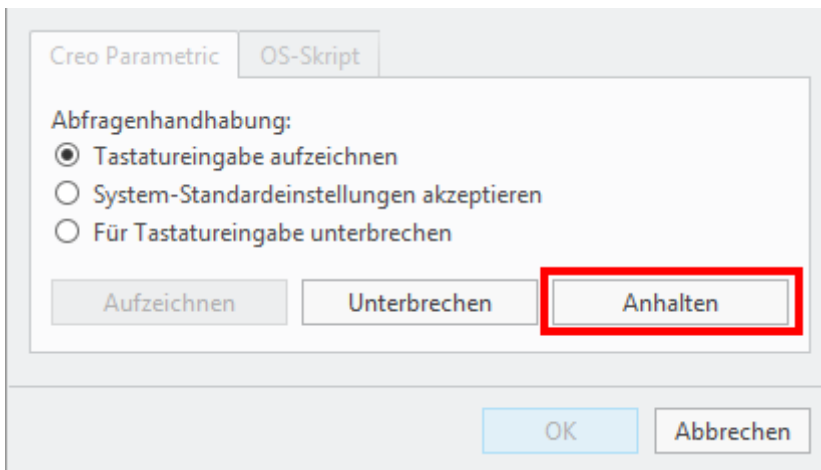 Creo Parametric OS-Skript
Abfragenhandhabung:
Tastatureingabe aufzeichnen
System-Standardeinstellungen akzeptieren
Für Tastatureingabe unterbrechen
Aufzeichnen Unterbrechen Anhalten
OK Abbrechen